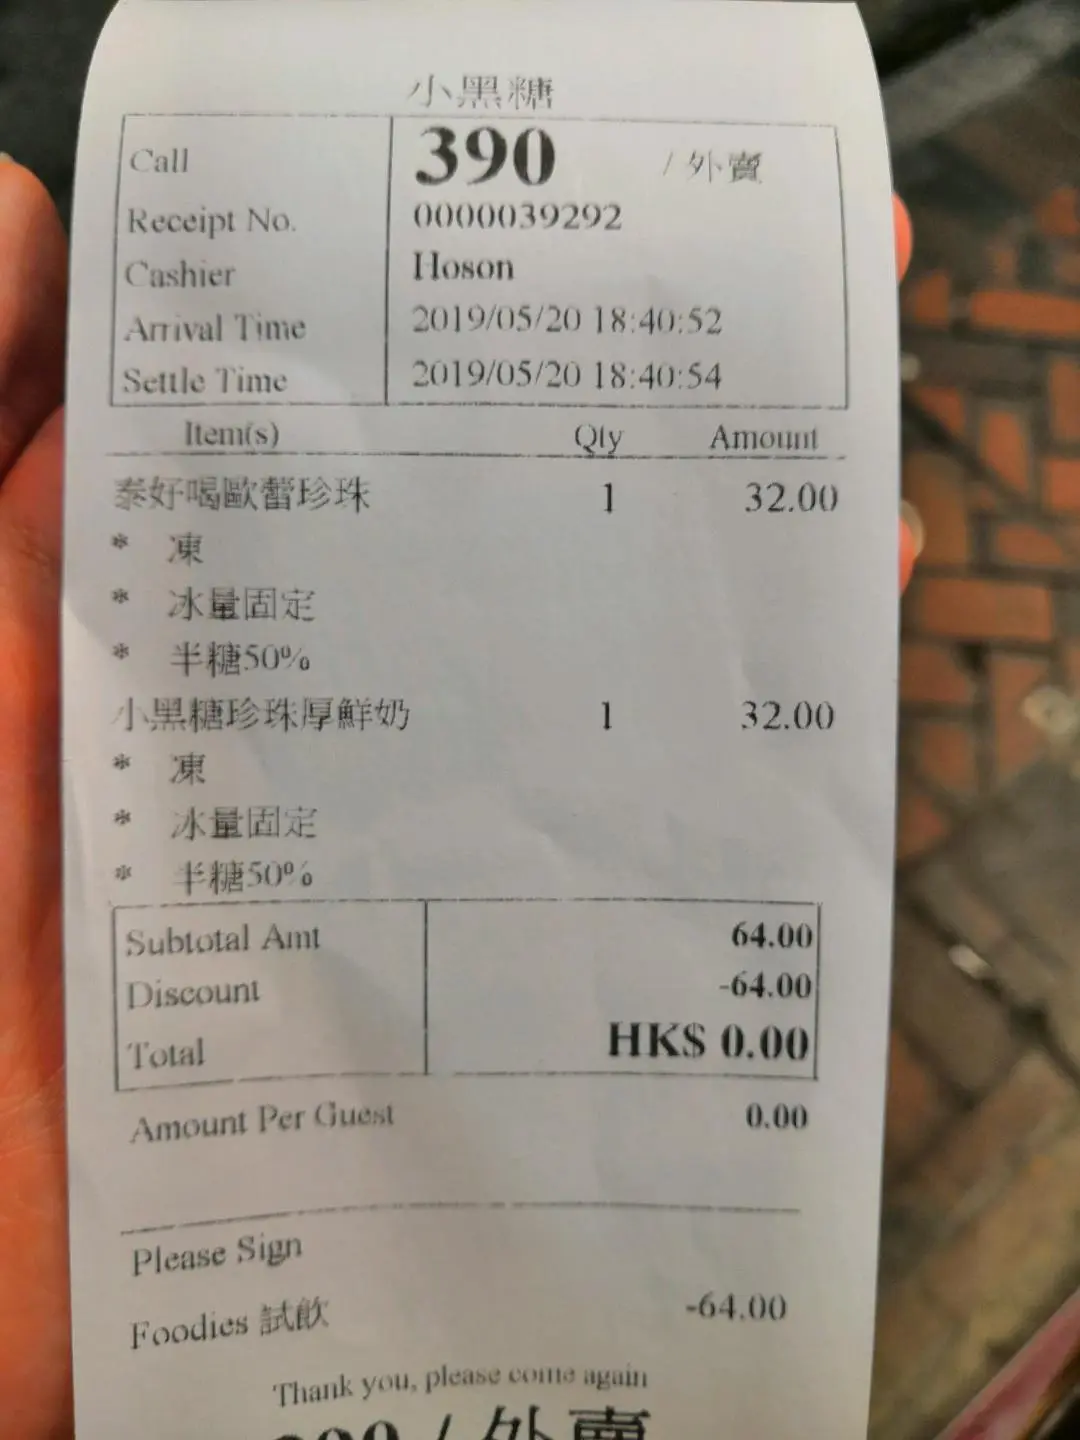 小黑糖
Call 390 / 外賣
Receipt No. 0000039292
Cashier Hoson
Arrival Time 2019/05/20 18:40:52
Settle Time 2019/05/20 18:40:54
Item(s) Qty Amount
泰好喝歐蕾珍珠 1 32.00
* 凍
* 冰量固定
* 半糖50%
小黑糖珍珠厚鮮奶 1 32.00
* 凍
* 冰量固定
* 半糖50%
Subtotal Amt 64.00
Discount -64.00
Total HK$ 0.00
Amount Per Guest 0.00
Please Sign
Foodies 試飲 -64.00
Thank you, please come again
390 / 外賣